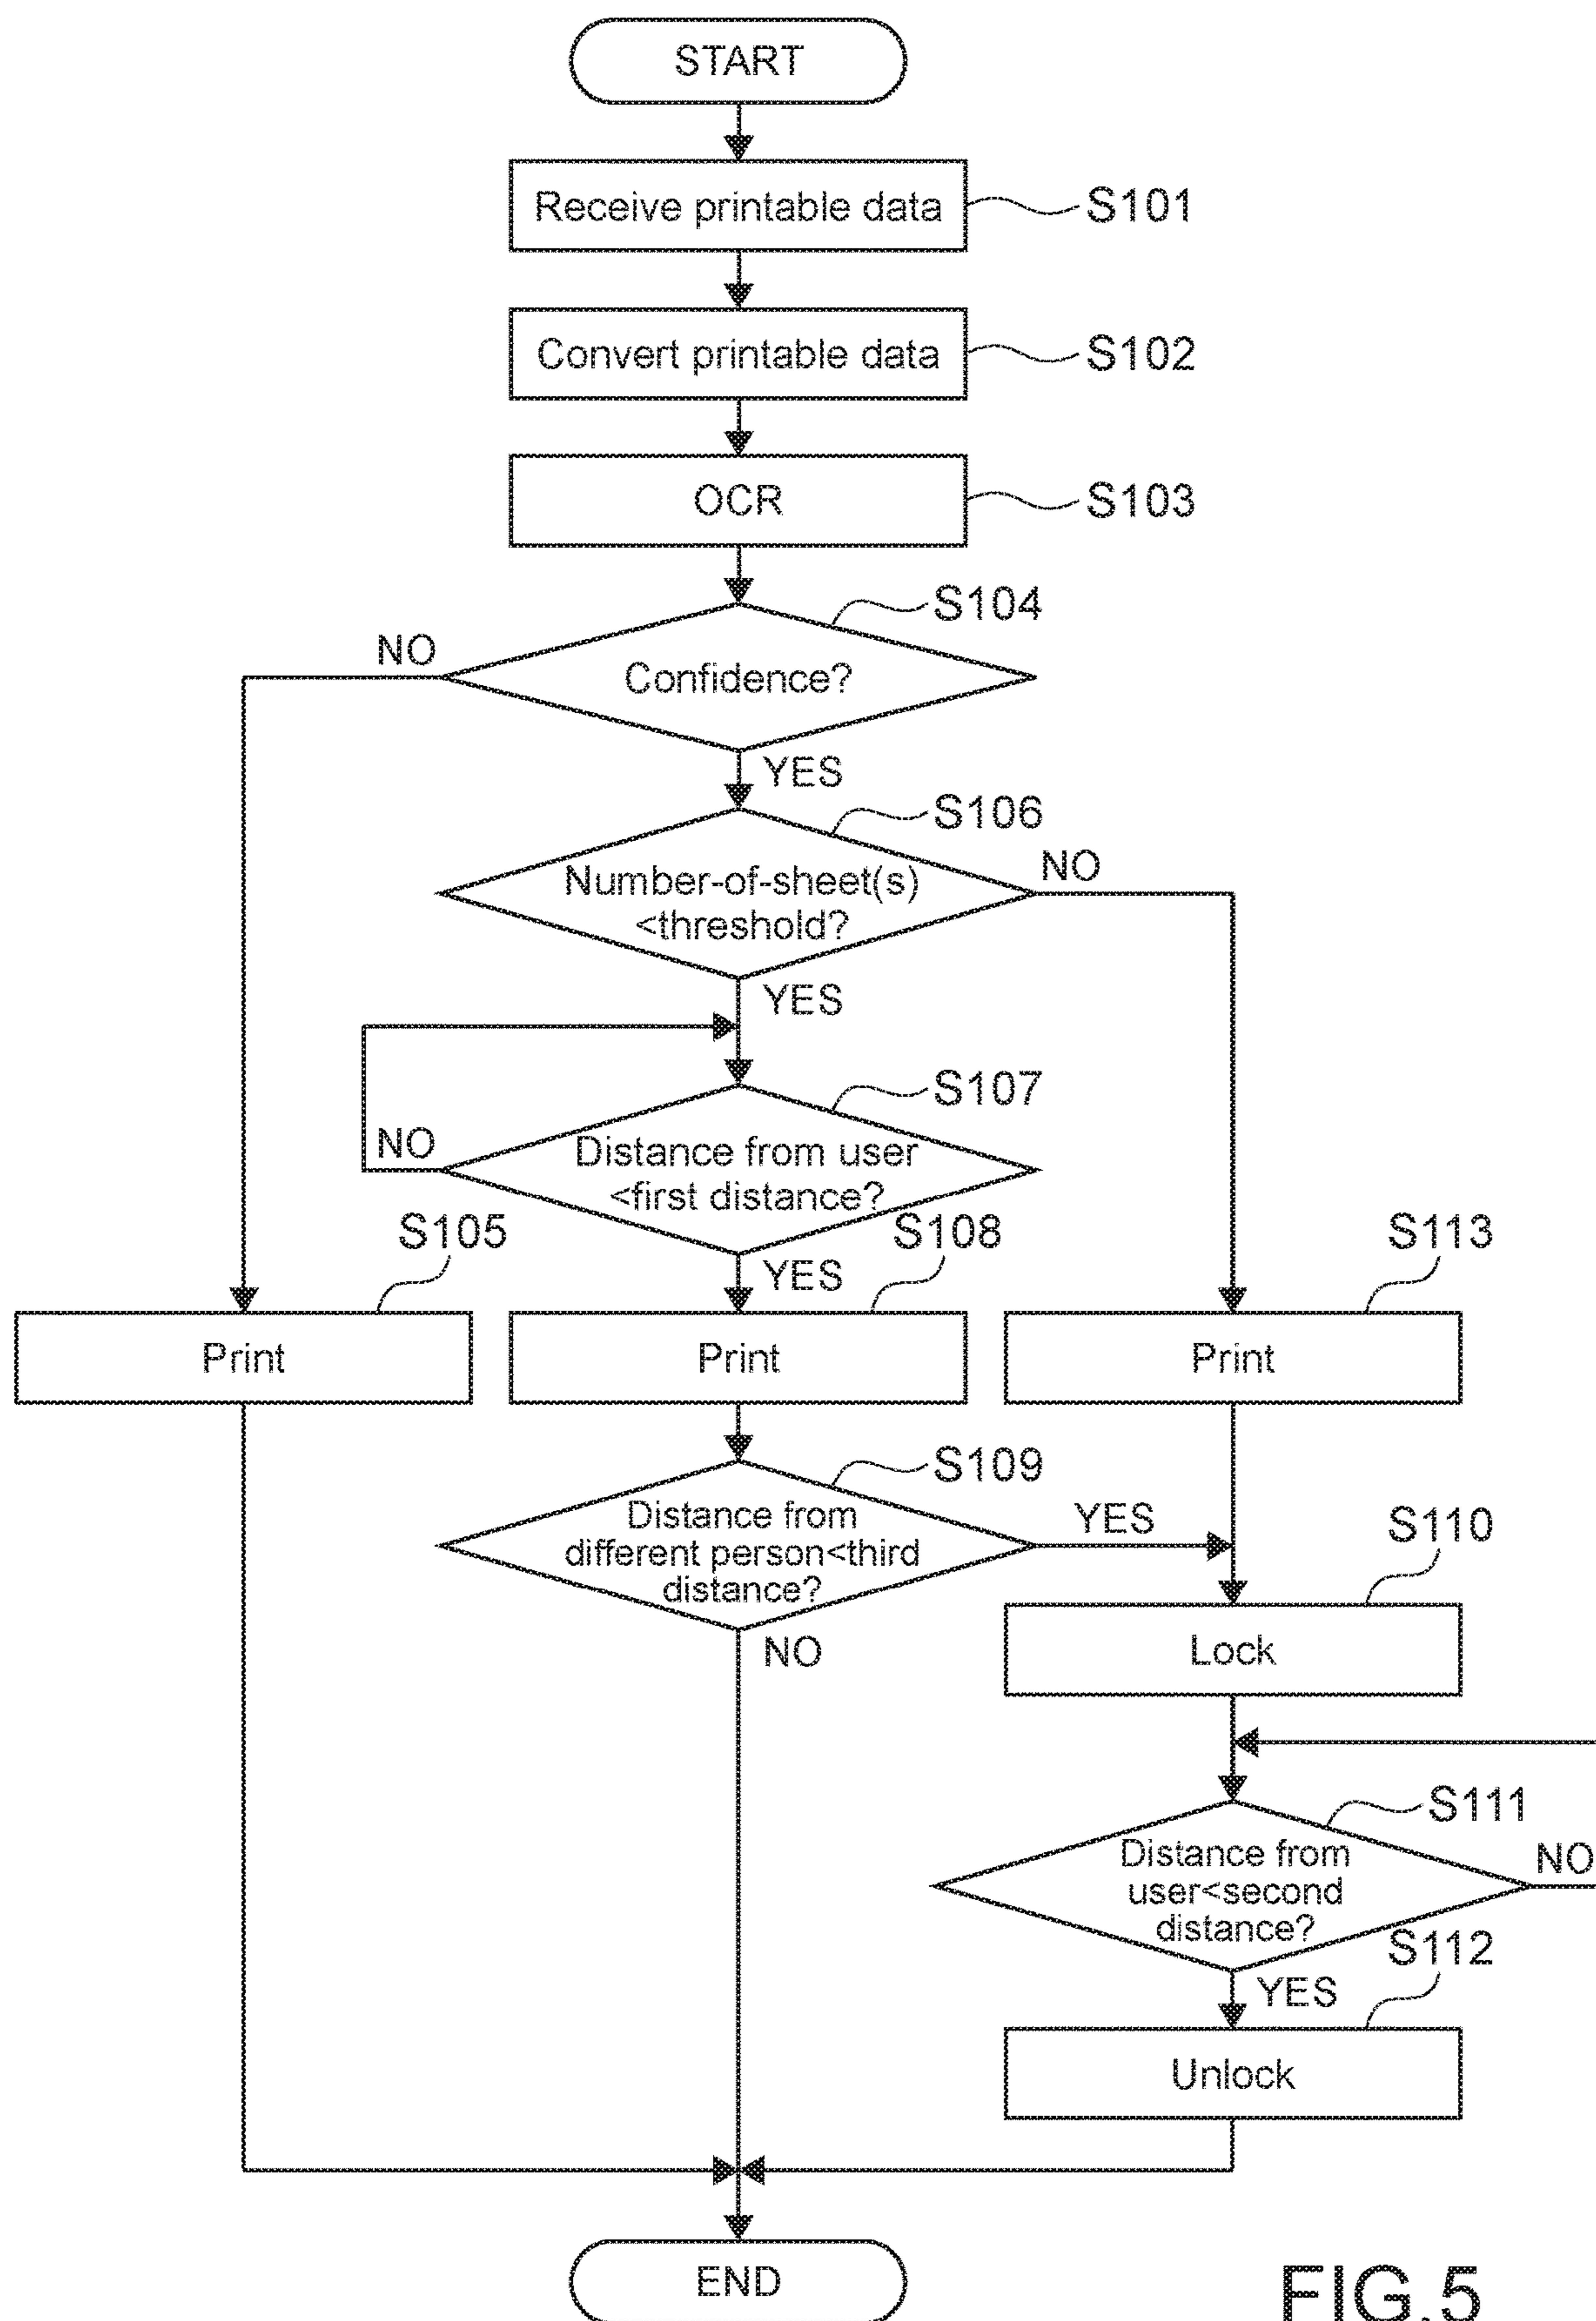 START
Receive printable data
S101
Convert printable data
S102
OCR
S103
S104
NO
Confidence?
YES
S106
Number-of-sheet(s)
<threshold?
NO
YES
S107
NO
Distance from user
<first distance?
S105
S108
S113
YES
Print
Print
Print
S109
Distance from
different person<third
distance?
YES
S110
NO
Lock
S111
Distance from
user<second
distance?
NO
S112
YES
Unlock
END
FIG.5